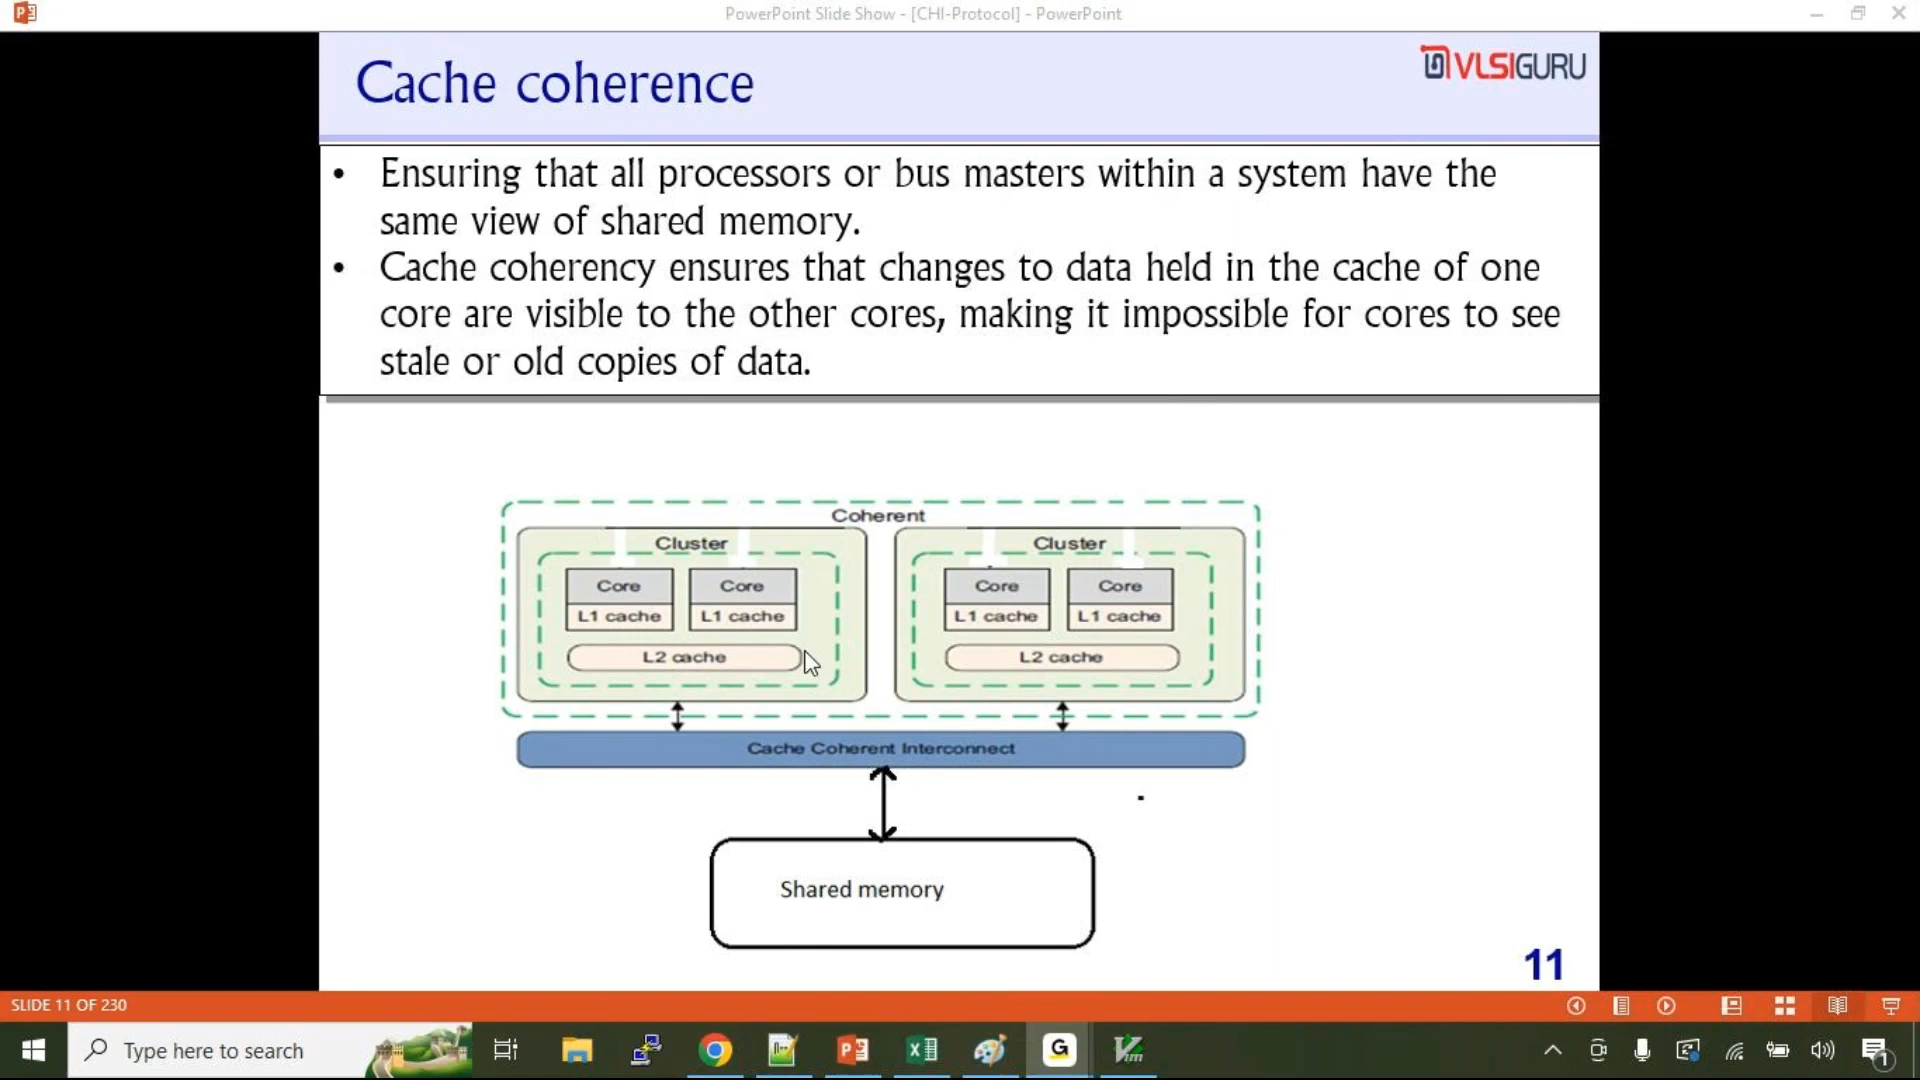 PowerPoint Slide Show - [CHI-Protocol] - PowerPoint
Cache coherence
VLSIGURU
• Ensuring that all processors or bus masters within a system have the
same view of shared memory.
• Cache coherency ensures that changes to data held in the cache of one
core are visible to the other cores, making it impossible for cores to see
stale or old copies of data.
Coherent
Cluster
Cluster
Core
Core
Core
Core
L1 cache
L1 cache
L1 cache
L1 cache
L2 cache
L2 cache
Cache Coherent Interconnect
Shared memory
11
SLIDE 11 OF 230
Type here to search
G
Vim
1